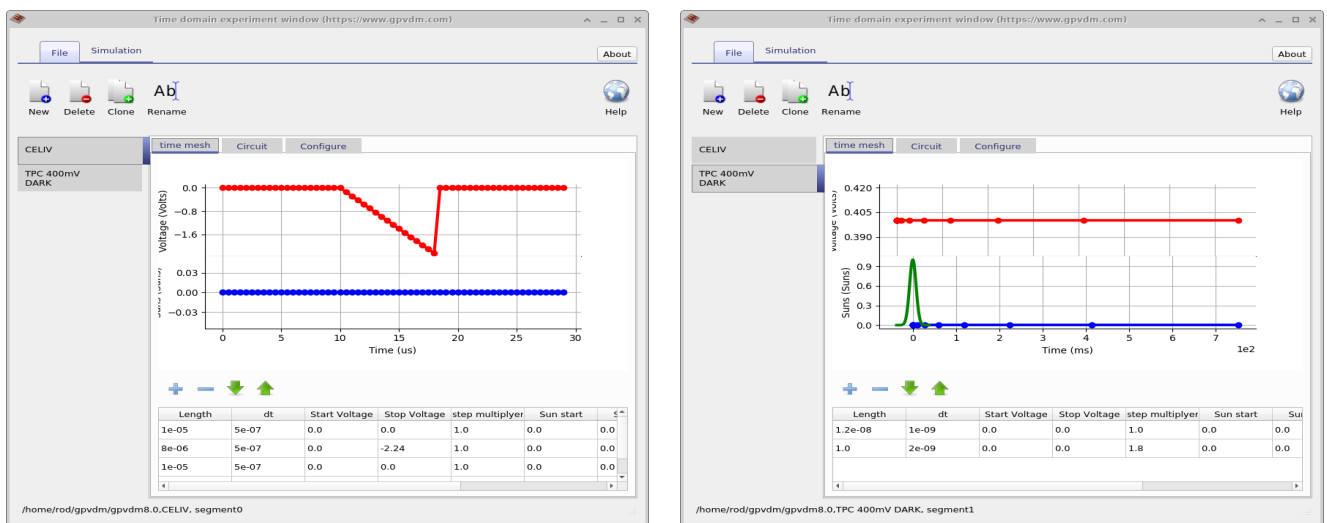 Time domain experiment window (https://www.gpvdm.com)
File Simulation About
Ab
New Delete Clone Rename Help
CELIV
TPC 400mV
DARK
time mesh Circuit Configure
Voltage (Volts)
0.0
−0.8
−1.6
0.03
0.00
−0.03
0 5 10 15 20 25 30
Time (us)
Length dt Start Voltage Stop Voltage step multiplyer Sun start
1e-05 5e-07 0.0 0.0 1.0 0.0 0.0
8e-06 5e-07 0.0 -2.24 1.0 0.0 0.0
1e-05 5e-07 0.0 0.0 1.0 0.0 0.0
/home/rod/gpvdm/gpvdm8.0,CELIV, segment0
Time domain experiment window (https://www.gpvdm.com)
File Simulation About
Ab
New Delete Clone Rename Help
CELIV
TPC 400mV
DARK
time mesh Circuit Configure
0.420
0.405
0.390
Suns (Suns)
0.9
0.6
0.3
0.0
0 1 2 3 4 5 6 7
Time (ms) 1e2
Length dt Start Voltage Stop Voltage step multiplyer Sun start
1.2e-08 1e-09 0.0 0.0 1.0 0.0 0.0
1.0 2e-09 0.0 0.0 1.8 0.0 0.0
/home/rod/gpvdm/gpvdm8.0,TPC 400mV DARK, segment1